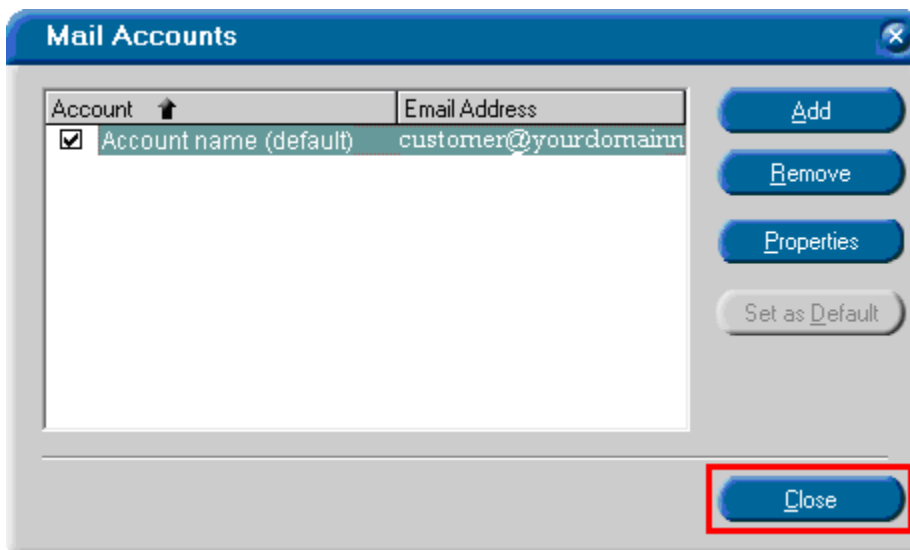 Mail Accounts
Account Email Address
Account name (default) customer@yourdomainn
Add
Remove
Properties
Set as Default
Close